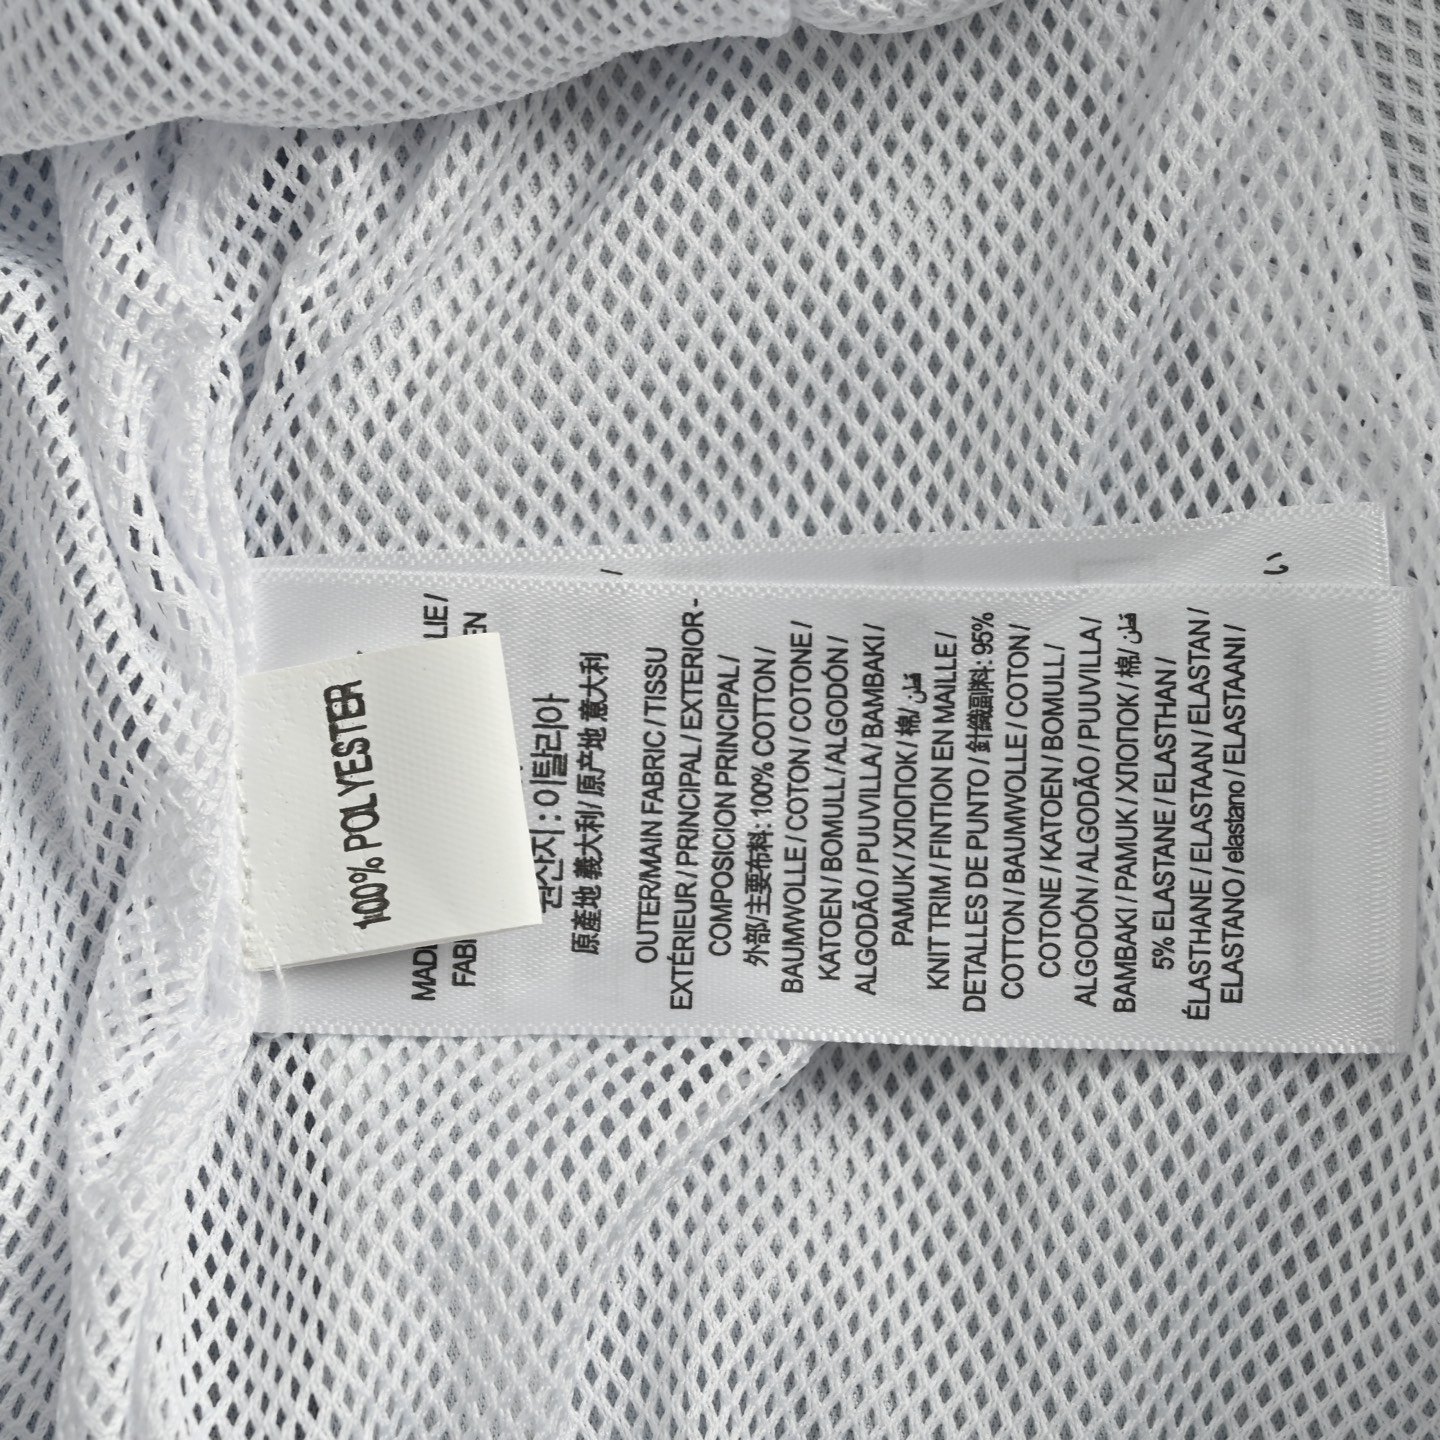 100% POLYESTER
MAD
LIE /
FAB
EN
원산지 : 이탈리아
原產地 義大利/ 原产地 意大利
OUTER/MAIN FABRIC / TISSU
EXTÉRIEUR / PRINCIPAL / EXTERIOR -
COMPOSICION PRINCIPAL /
外部/主要布料: 100% COTTON /
BAUMWOLLE / COTON / COTONE /
KATOEN / BOMULL / ALGODÓN /
ALGODÃO / PUUVILLA / BAMBAKI /
PAMUK / ХЛОПОК / 棉/ قطن
KNIT TRIM / FINTION EN MAILLE /
DETALLES DE PUNTO / 針織副料: 95%
COTTON / BAUMWOLLE / COTON /
COTONE / KATOEN / BOMULL /
ALGODÓN / ALGODÃO / PUUVILLA /
BAMBAKI / PAMUK / ХЛОПОК / 棉/ قطن
5% ELASTANE / ELASTHAN /
ÉLASTHANE / ELASTAAN / ELASTAN /
ELASTANO / elastano / ELASTAANI /